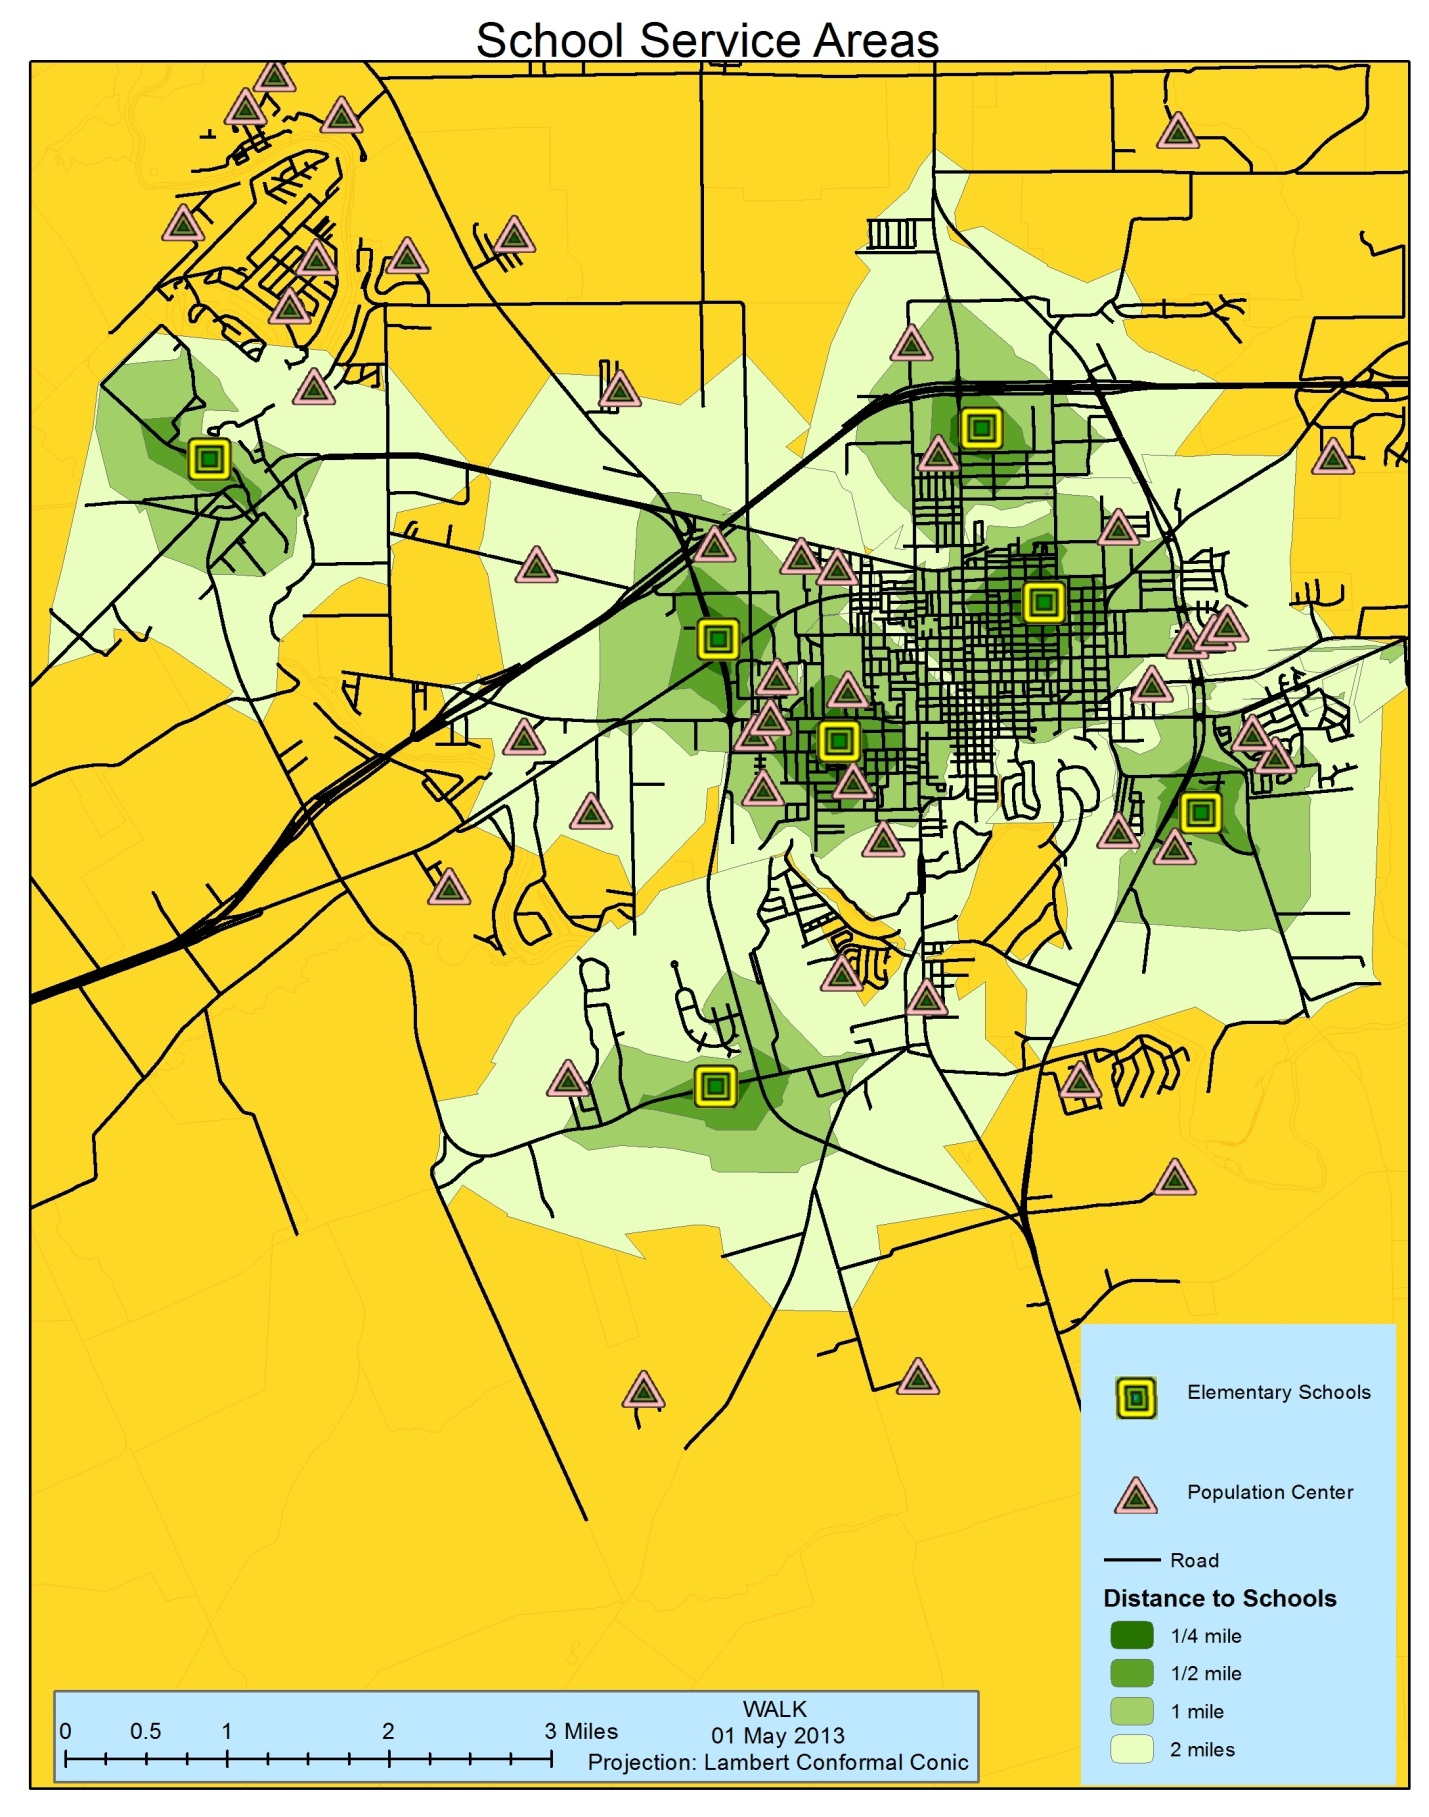 School Service Areas
Elementary Schools
Population Center
Road
Distance to Schools
1/4 mile
1/2 mile
1 mile
2 miles
0 0.5 1 2 3 Miles
WALK
01 May 2013
Projection: Lambert Conformal Conic